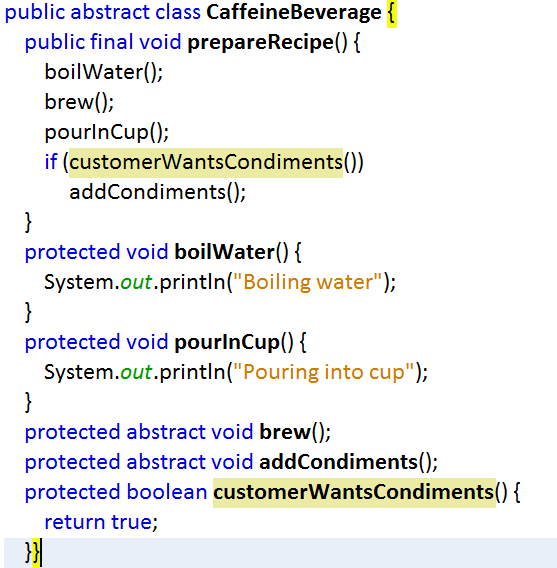 public abstract class CaffeineBeverage {
public final void prepareRecipe() {
boilWater();
brew();
pourInCup();
if (customerWantsCondiments())
addCondiments();
}
protected void boilWater() {
System.out.println("Boiling water");
}
protected void pourInCup() {
System.out.println("Pouring into cup");
}
protected abstract void brew();
protected abstract void addCondiments();
protected boolean customerWantsCondiments() {
return true;
}}